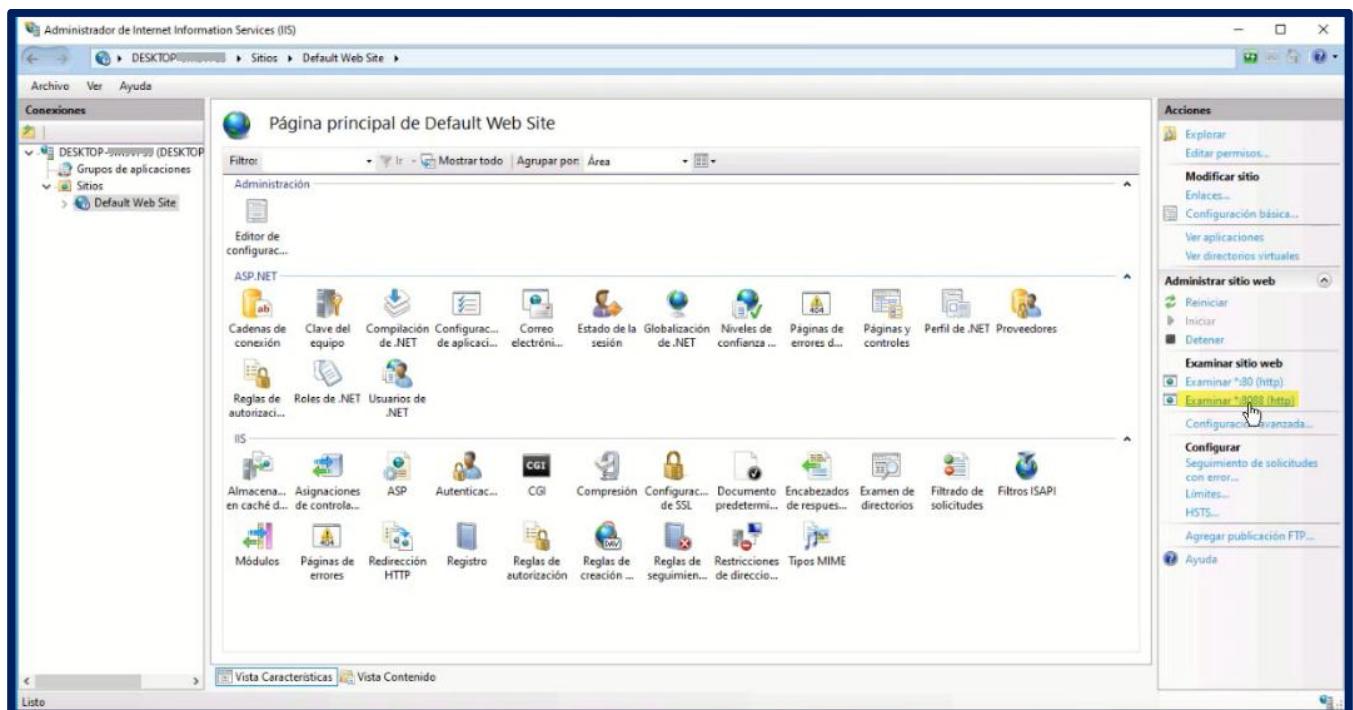 Administrador de Internet Information Services (IIS)
DESKTOP Sitios Default Web Site
Archivo Ver Ayuda
Conexiones
DESKTOP- (DESKTOP
Grupos de aplicaciones
Sitios
Default Web Site
Página principal de Default Web Site
Filtro: Ir Mostrar todo Agrupar por: Área
Administración
Editor de
configurac...
ASP.NET
Cadenas de Clave del Compilación Configurac... Correo Estado de la Globalización Niveles de Páginas de Páginas y Perfil de .NET Proveedores
conexión equipo de .NET de aplicaci... electróni... sesión de .NET confianza ... errores d... controles
Reglas de Roles de .NET Usuarios de
autorizaci... .NET
IIS
CGI
Almacena... Asignaciones ASP Autenticac... CGI Compresión Configurac... Documento Encabezados Examen de Filtrado de Filtros ISAPI
en caché d... de controla... de SSL predetermi... de respues... directorios solicitudes
Módulos Páginas de Redirección Registro Reglas de Reglas de Reglas de Restricciones Tipos MIME
errores HTTP autorización creación ... seguimien... de direccio...
Vista Características Vista Contenido
Listo
Acciones
Explorar
Editar permisos...
Modificar sitio
Enlaces...
Configuración básica...
Ver aplicaciones
Ver directorios virtuales
Administrar sitio web
Reiniciar
Iniciar
Detener
Examinar sitio web
Examinar *:80 (http)
Examinar *:8088 (http)
Configuración avanzada...
Configurar
Seguimiento de solicitudes
con error...
Límites...
HSTS...
Agregar publicación FTP...
Ayuda